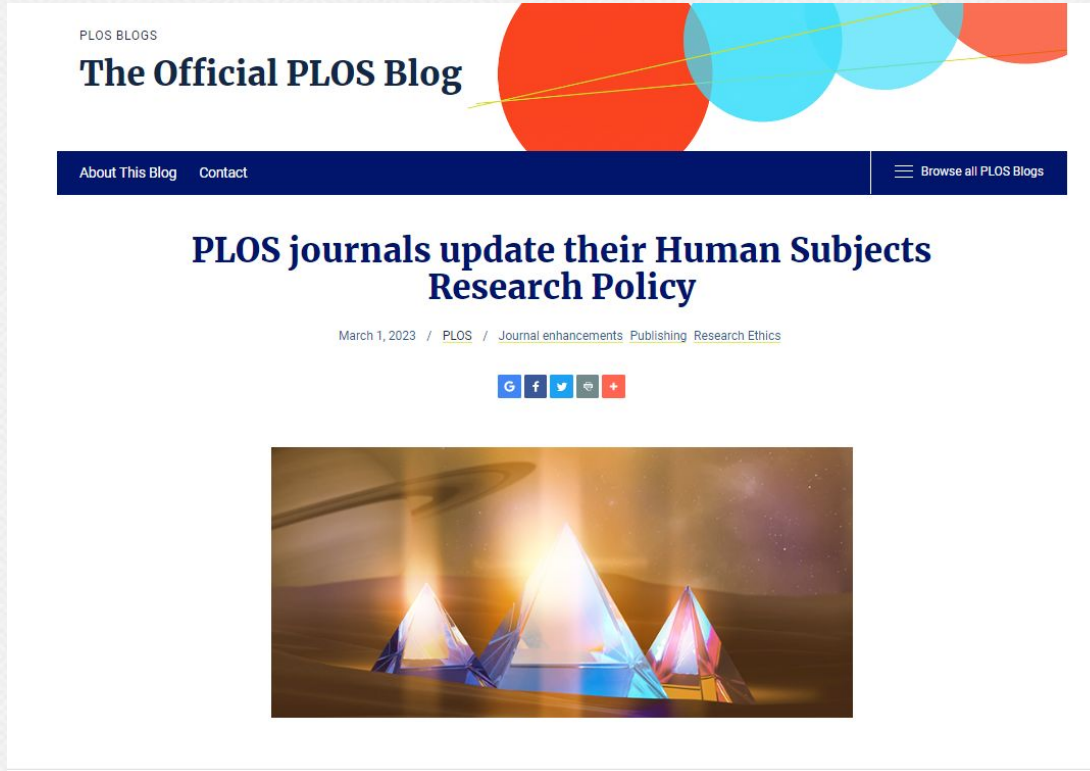 PLOS BLOGS
The Official PLOS Blog
About This Blog Contact Browse all PLOS Blogs
PLOS journals update their Human Subjects
Research Policy
March 1, 2023 / PLOS / Journal enhancements Publishing Research Ethics